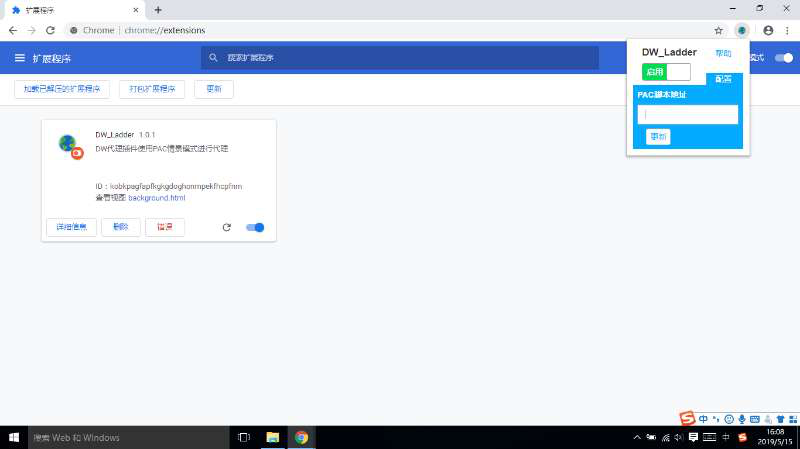 扩展程序
Chrome | chrome://extensions
扩展程序
搜索扩展程序
模式
加载已解压的扩展程序
打包扩展程序
更新
DW_Ladder
帮助
启用
配置
PAC脚本地址
更新
DW_Ladder 1.0.1
DW代理插件使用PAC情景模式进行代理
查看视图 background.html
详细信息
删除
错误
中
搜索 Web 和 Windows
中
16:08
2019/5/15